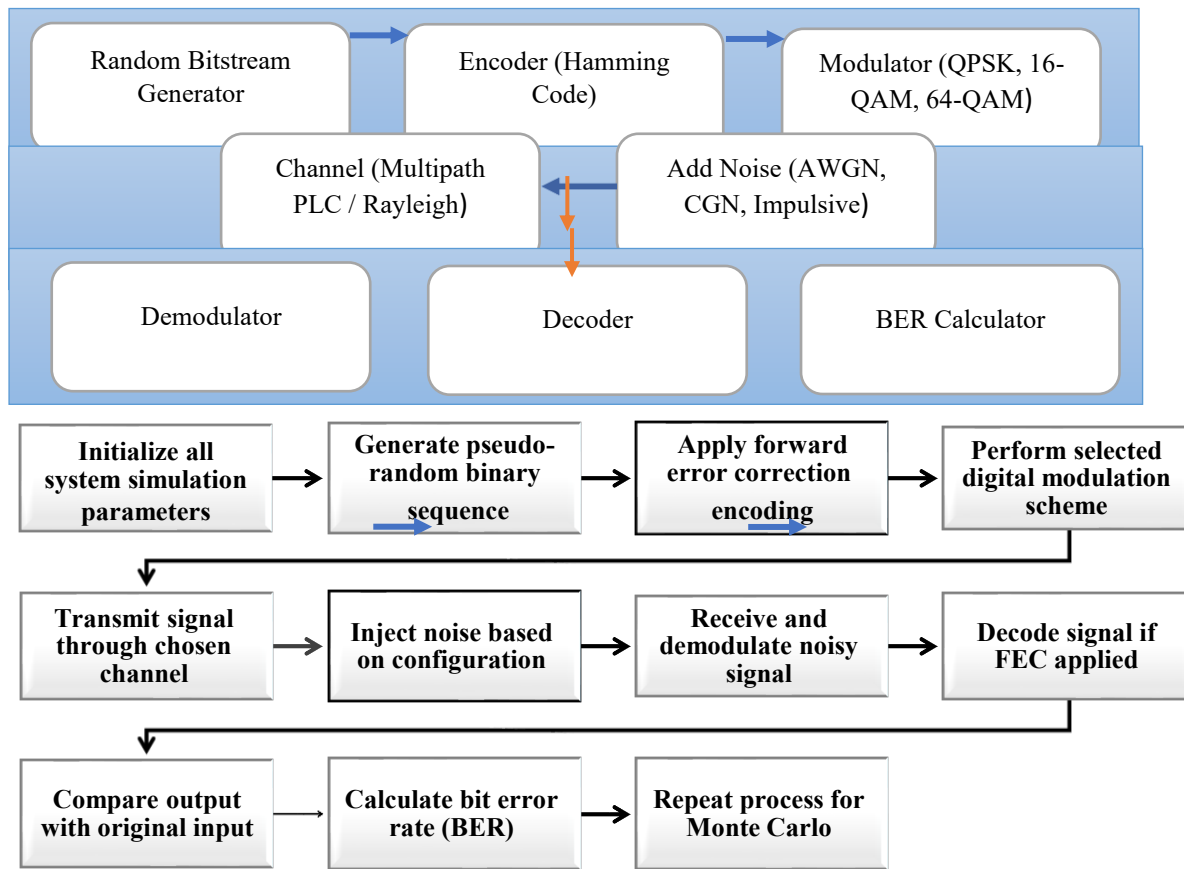 Random Bitstream
Generator
Encoder (Hamming
Code)
Modulator (QPSK, 16-
QAM, 64-QAM)
Channel (Multipath
PLC / Rayleigh)
Add Noise (AWGN,
CGN, Impulsive)
Demodulator
Decoder
BER Calculator
Initialize all
system simulation
parameters
Generate pseudo-
random binary
sequence
Apply forward
error correction
encoding
Perform selected
digital modulation
scheme
Transmit signal
through chosen
channel
Inject noise based
on configuration
Receive and
demodulate noisy
signal
Decode signal if
FEC applied
Compare output
with original input
Calculate bit error
rate (BER)
Repeat process for
Monte Carlo